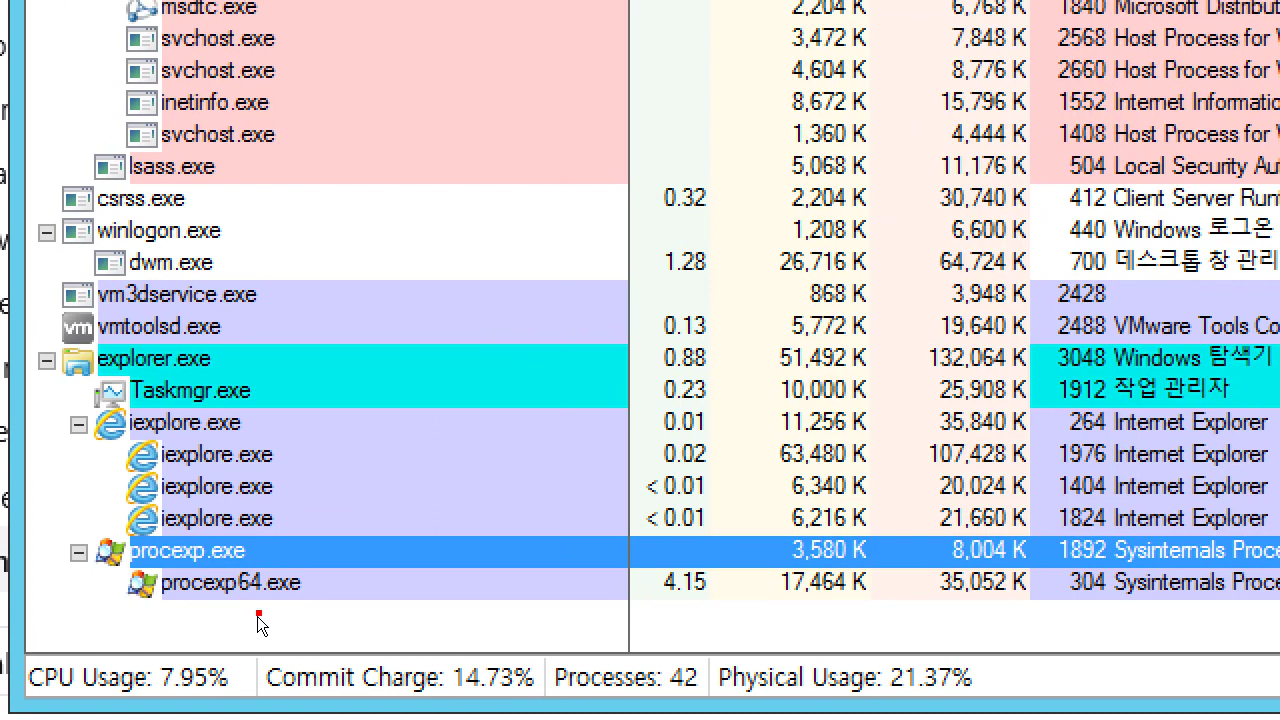 msdtc.exe 2,204 K 6,768 K 1840 Microsoft Distribut
svchost.exe 3,472 K 7,848 K 2568 Host Process for
svchost.exe 4,604 K 8,776 K 2660 Host Process for
inetinfo.exe 8,672 K 15,796 K 1552 Internet Informatio
svchost.exe 1,360 K 4,444 K 1408 Host Process for
lsass.exe 5,068 K 11,176 K 504 Local Security Aut
csrss.exe 0.32 2,204 K 30,740 K 412 Client Server Runt
winlogon.exe 1,208 K 6,600 K 440 Windows 로그온
dwm.exe 1.28 26,716 K 64,724 K 700 데스크톱 창 관리
vm3dservice.exe 868 K 3,948 K 2428
vm vmtoolsd.exe 0.13 5,772 K 19,640 K 2488 VMware Tools Co
explorer.exe 0.88 51,492 K 132,064 K 3048 Windows 탐색기
Taskmgr.exe 0.23 10,000 K 25,908 K 1912 작업 관리자
iexplore.exe 0.01 11,256 K 35,840 K 264 Internet Explorer
iexplore.exe 0.02 63,480 K 107,428 K 1976 Internet Explorer
iexplore.exe < 0.01 6,340 K 20,024 K 1404 Internet Explorer
iexplore.exe < 0.01 6,216 K 21,660 K 1824 Internet Explorer
procexp.exe 3,580 K 8,004 K 1892 Sysinternals Proce
procexp64.exe 4.15 17,464 K 35,052 K 304 Sysinternals Proce
CPU Usage: 7.95% Commit Charge: 14.73% Processes: 42 Physical Usage: 21.37%